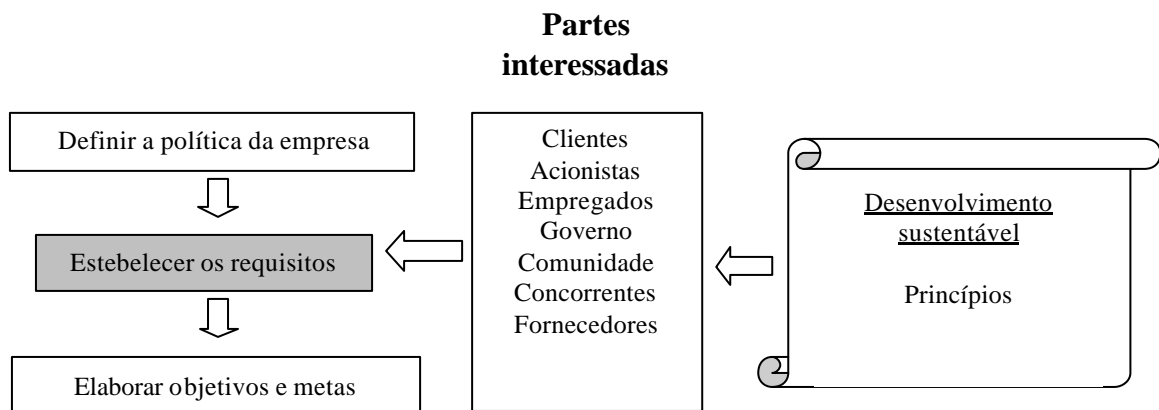 Partes
interessadas
Definir a política da empresa
Estebelecer os requisitos
Elaborar objetivos e metas
Clientes
Acionistas
Empregados
Governo
Comunidade
Concorrentes
Fornecedores
Desenvolvimento
sustentável
Princípios